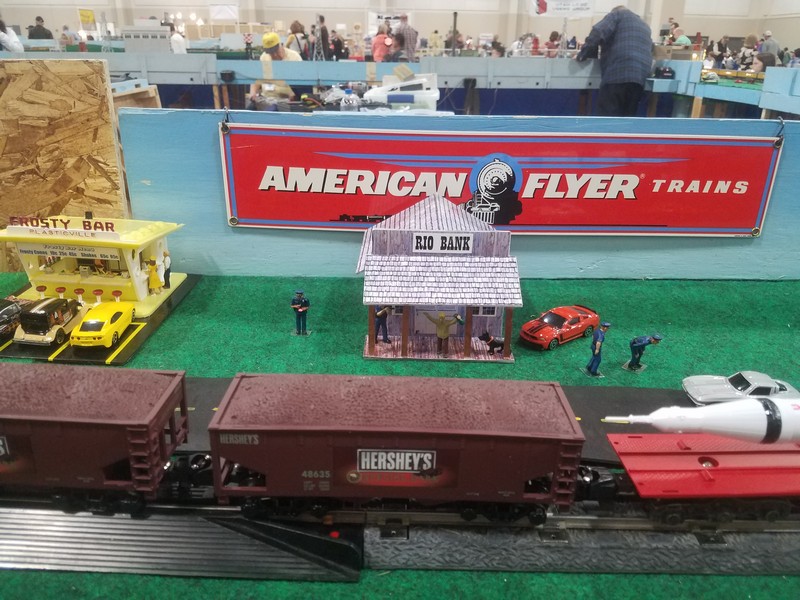 AMERICAN FLYER® TRAINS
RIO BANK
FROSTY BAR
PLASTICVILLE
HERSHEY'S
HERSHEY'S
48635